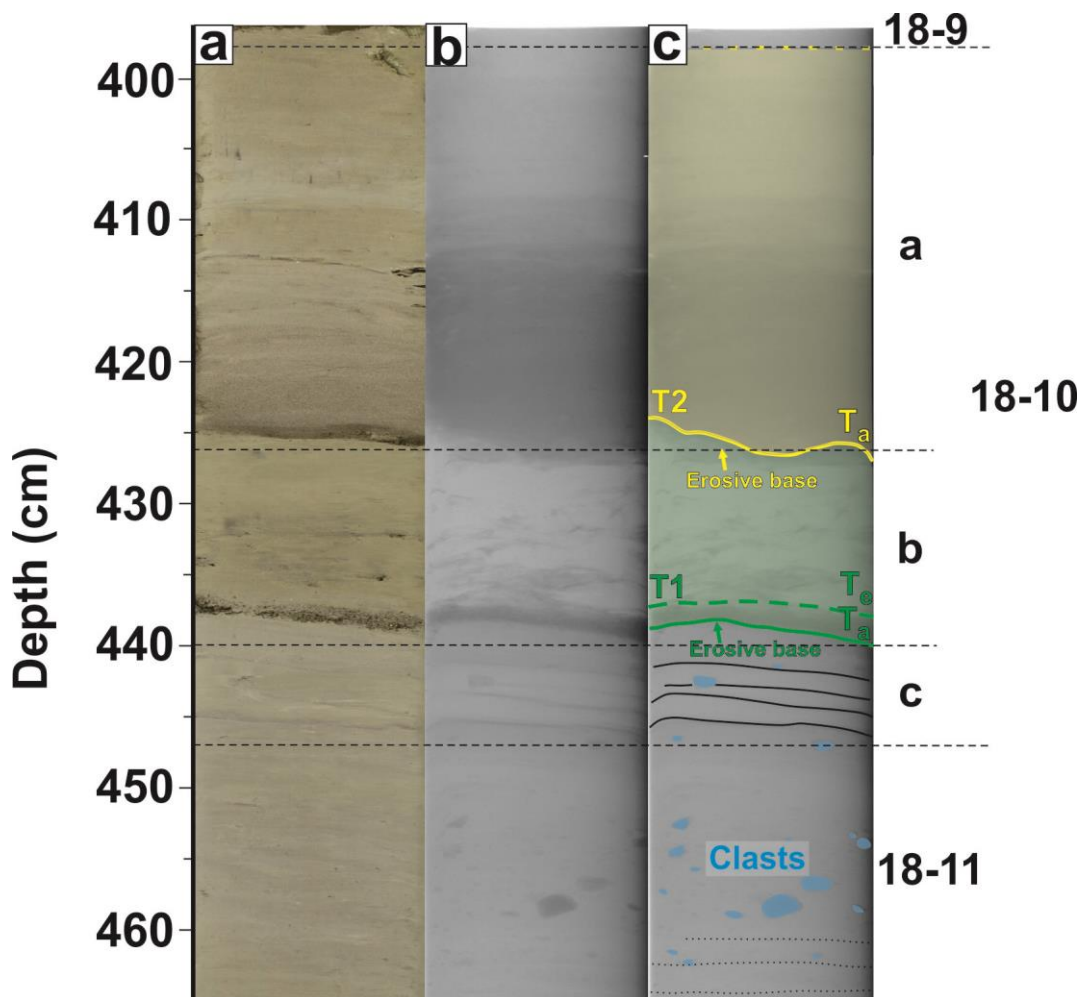 a
b
c
18-9
400
410
a
420
T2
Ta
18-10
Erosive base
430
b
T1
Te
Ta
440
Erosive base
c
450
Clasts
18-11
460
Depth (cm)